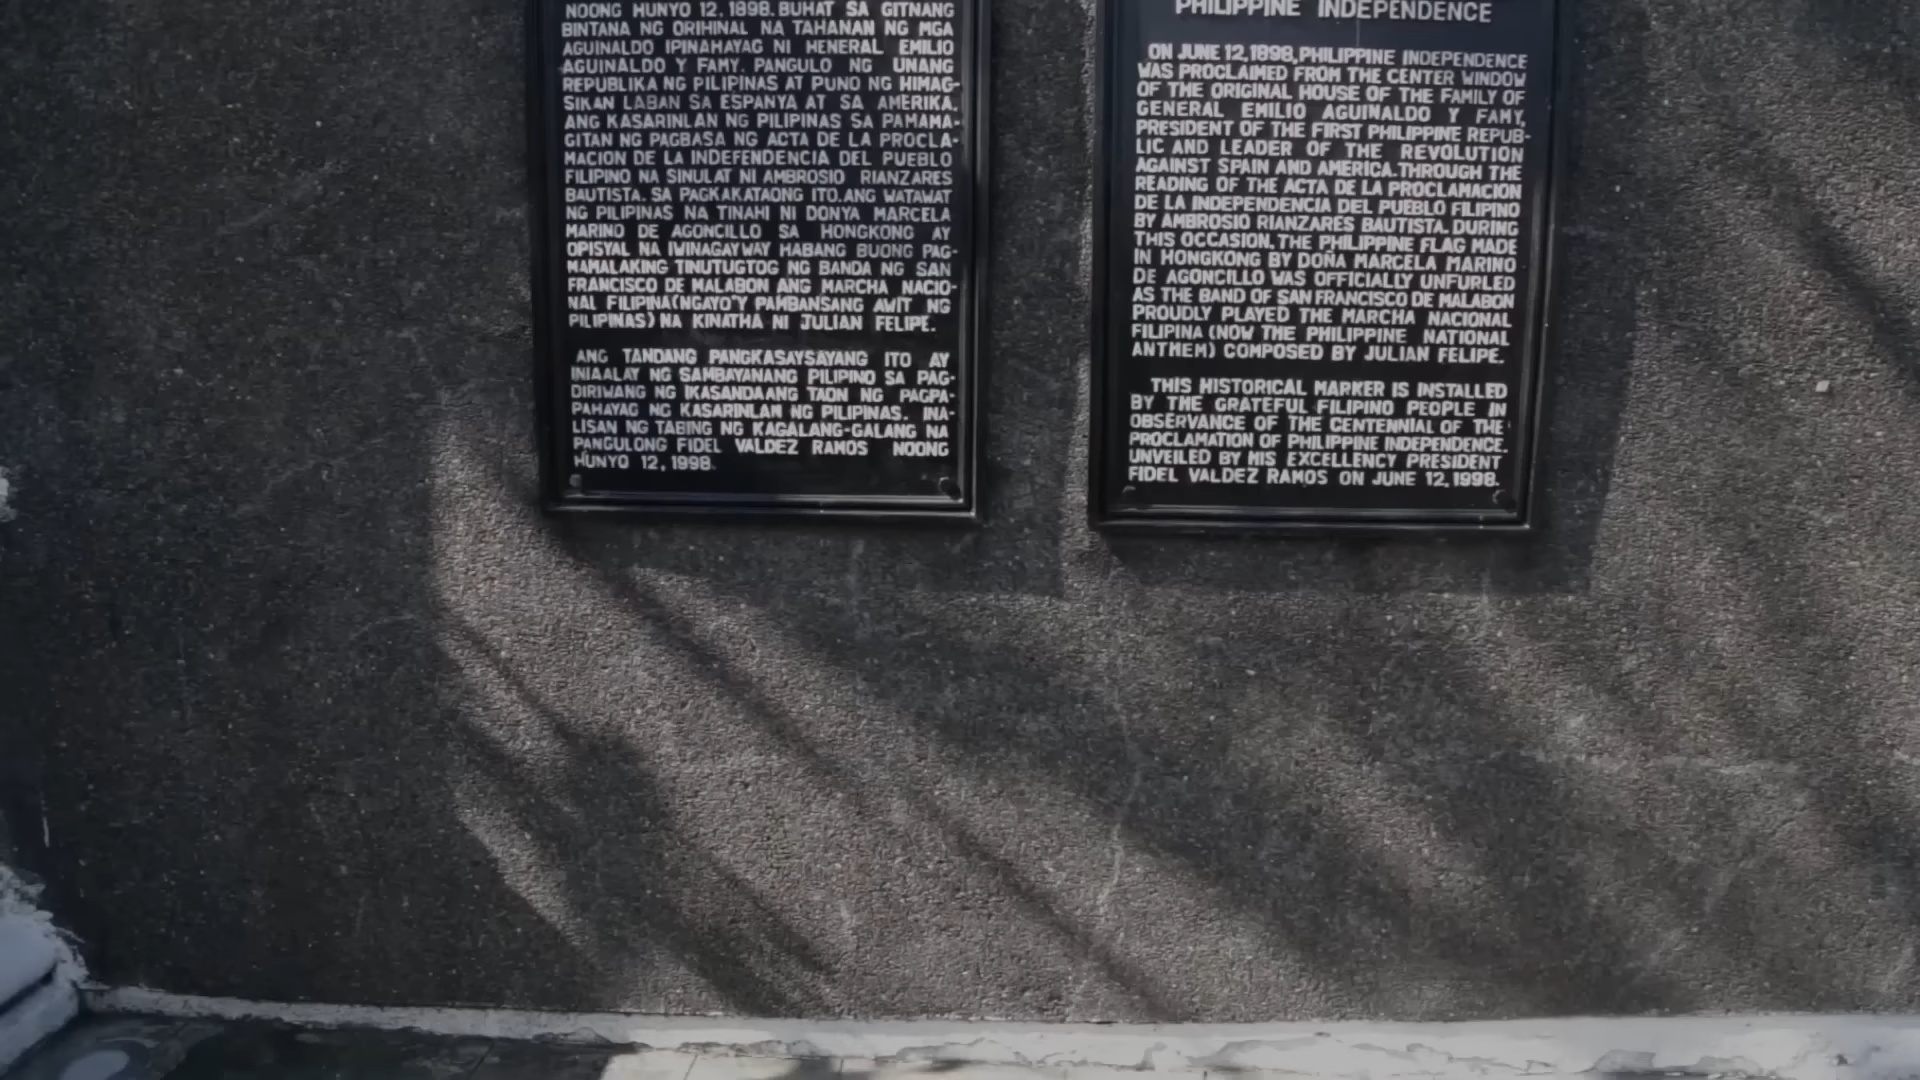 NOONG HUNYO 12, 1898. BUHAT SA GITNANG
BINTANA NG ORIHINAL NA TAHANAN NG MGA
AGUINALDO IPINAHAYAG NI HENERAL EMILIO
AGUINALDO Y FAMY. PANGULO NG UNANG
REPUBLIKA NG PILIPINAS AT PUNO NG HIMAG-
SIKAN LABAN SA ESPANYA AT SA AMERIKA.
ANG KASARINLAN NG PILIPINAS SA PAMAMA-
GITAN NG PAGBASA NG ACTA DE LA PROCLA-
MACION DE LA INDEFENDENCIA DEL PUEBLO
FILIPINO NA SINULAT NI AMBROSIO RIANZARES
BAUTISTA. SA PAGKAKATAONG ITO. ANG WATAWAT
NG PILIPINAS NA TINAHI NI DONYA MARCELA
MARINO DE AGONCILLO SA HONGKONG AY
OPISYAL NA IWINAGAYWAY HABANG BUONG PAG-
MAMALAKING TINUTUGTOG NG BANDA NG SAN
FRANCISCO DE MALABON ANG MARCHA NACIO-
NAL FILIPINA (NGAYO'Y PAMBANSANG AWIT NG
PILIPINAS) NA KINATHA NI JULIAN FELIPE.
ANG TANDANG PANGKASAYSAYANG ITO AY
INIAALAY NG SAMBAYANANG PILIPINO SA PAG-
DIRIWANG NG IKASANDAANG TAON NG PAGPA-
PAHAYAG NG KASARINLAN NG PILIPINAS. INA-
LISAN NG TABING NG KAGALANG-GALANG NA
PANGULONG FIDEL VALDEZ RAMOS NOONG
HUNYO 12, 1998.
PHILIPPINE INDEPENDENCE
ON JUNE 12, 1898, PHILIPPINE INDEPENDENCE
WAS PROCLAIMED FROM THE CENTER WINDOW
OF THE ORIGINAL HOUSE OF THE FAMILY OF
GENERAL EMILIO AGUINALDO Y FAMY,
PRESIDENT OF THE FIRST PHILIPPINE REPUB-
LIC AND LEADER OF THE REVOLUTION
AGAINST SPAIN AND AMERICA. THROUGH THE
READING OF THE ACTA DE LA PROCLAMACION
DE LA INDEPENDENCIA DEL PUEBLO FILIPINO
BY AMBROSIO RIANZARES BAUTISTA. DURING
THIS OCCASION, THE PHILIPPINE FLAG MADE
IN HONGKONG BY DOÑA MARCELA MARINO
DE AGONCILLO WAS OFFICIALLY UNFURLED
AS THE BAND OF SAN FRANCISCO DE MALABON
PROUDLY PLAYED THE MARCHA NACIONAL
FILIPINA (NOW THE PHILIPPINE NATIONAL
ANTHEM) COMPOSED BY JULIAN FELIPE.
THIS HISTORICAL MARKER IS INSTALLED
BY THE GRATEFUL FILIPINO PEOPLE IN
OBSERVANCE OF THE CENTENNIAL OF THE
PROCLAMATION OF PHILIPPINE INDEPENDENCE.
UNVEILED BY HIS EXCELLENCY PRESIDENT
FIDEL VALDEZ RAMOS ON JUNE 12, 1998.